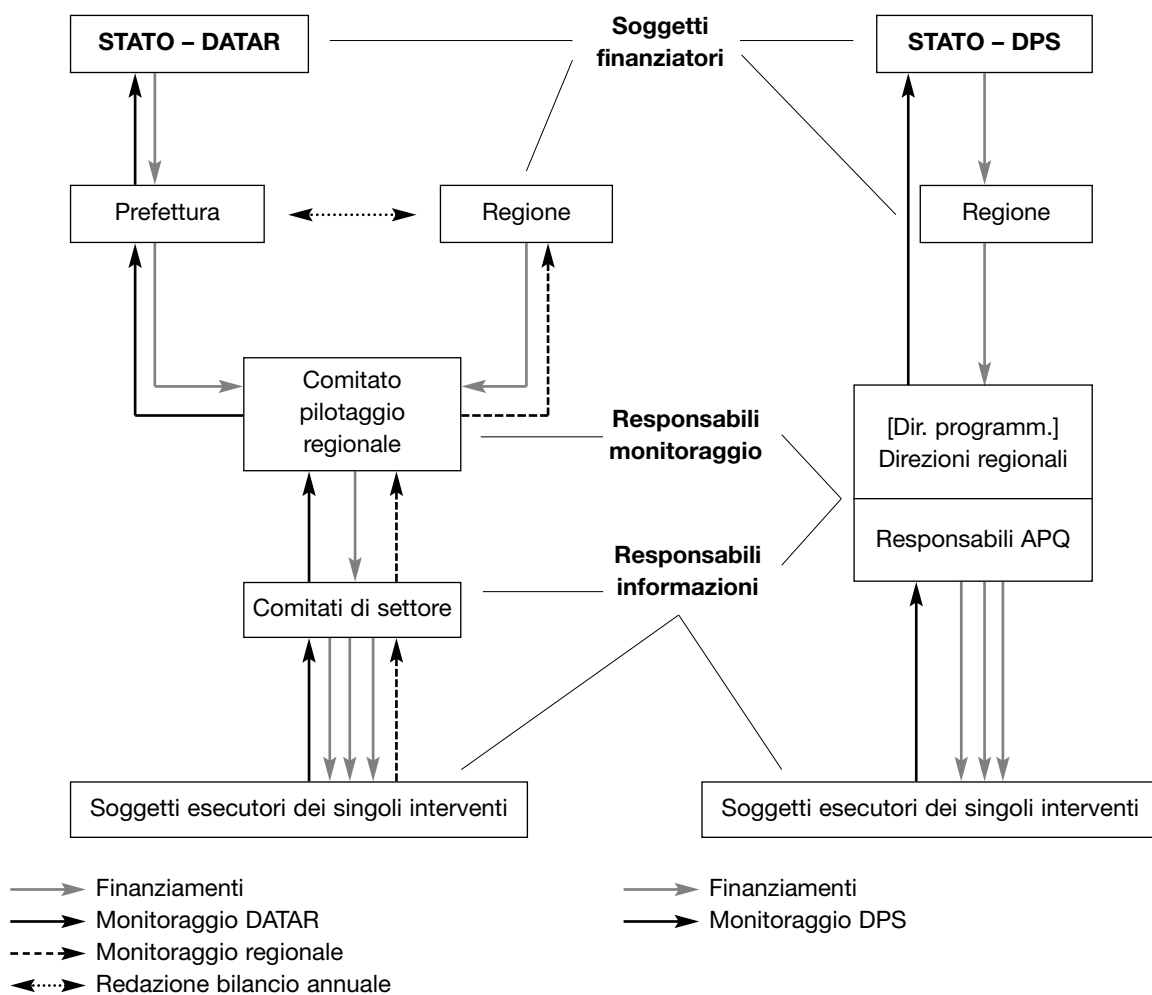 STATO – DATAR
Soggetti
finanziatori
STATO – DPS
Prefettura
Regione
Regione
Comitato
pilotaggio
regionale
Responsabili
monitoraggio
[Dir. programm.]
Direzioni regionali
Responsabili APQ
Responsabili
informazioni
Comitati di settore
Soggetti esecutori dei singoli interventi
Soggetti esecutori dei singoli interventi
Finanziamenti
Monitoraggio DATAR
Monitoraggio regionale
Redazione bilancio annuale
Finanziamenti
Monitoraggio DPS